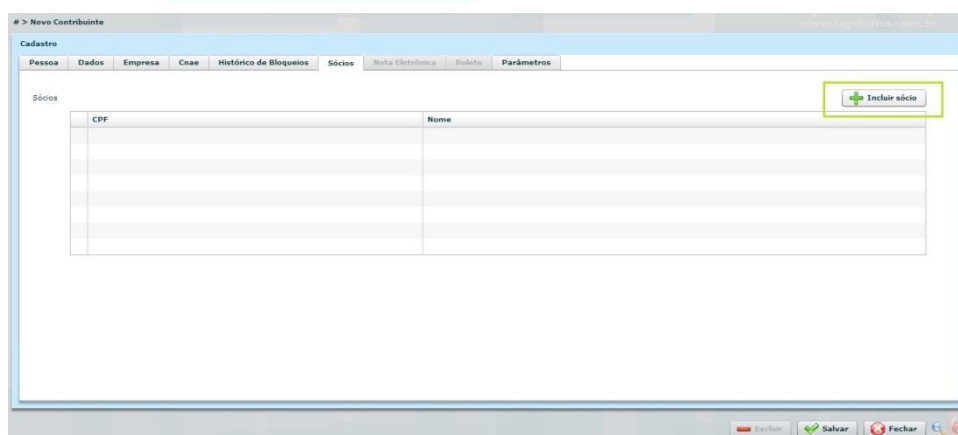 # > Novo Contribuinte
Cadastro
Pessoa Dados Empresa Cnae Histórico de Bloqueios Sócios Nota Eletrônica Boleto Parâmetros
Sócios
Incluir sócio
CPF Nome
Excluir Salvar Fechar